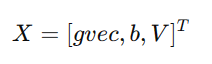 X = [gvec, b, V]^T